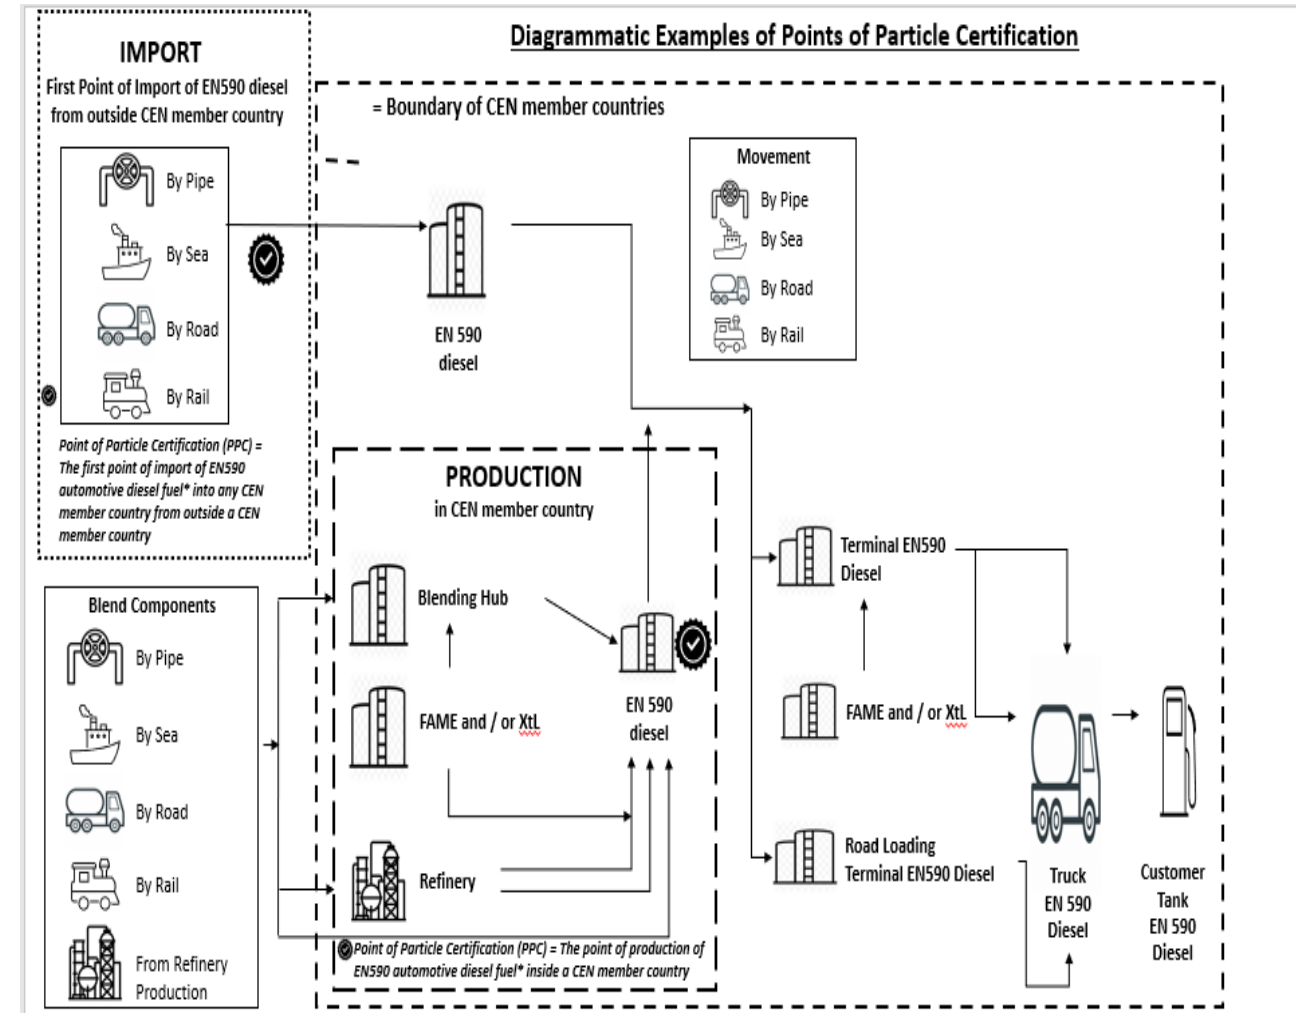 Diagrammatic Examples of Points of Particle Certification
IMPORT
First Point of Import of EN590 diesel
from outside CEN member country
By Pipe
By Sea
By Road
By Rail
Point of Particle Certification (PPC) =
The first point of import of EN590
automotive diesel fuel* into any CEN
member country from outside a CEN
member country
= Boundary of CEN member countries
EN 590
diesel
Movement
By Pipe
By Sea
By Road
By Rail
Blend Components
By Pipe
By Sea
By Road
By Rail
From Refinery
Production
PRODUCTION
in CEN member country
Blending Hub
FAME and / or XtL
Refinery
EN 590
diesel
Point of Particle Certification (PPC) = The point of production of
EN590 automotive diesel fuel* inside a CEN member country
Terminal EN590
Diesel
FAME and / or XtL
Road Loading
Terminal EN590 Diesel
Truck
EN 590
Diesel
Customer
Tank
EN 590
Diesel